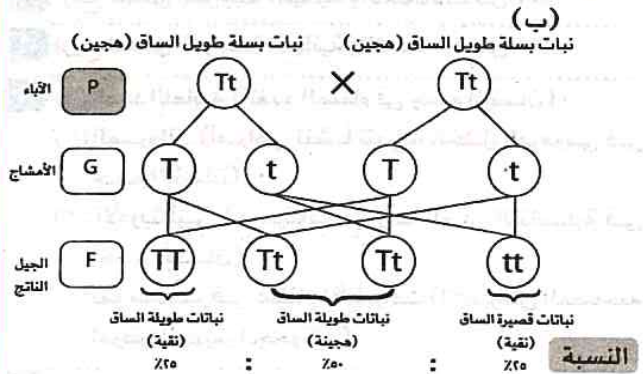 (ب)
نبات بسلة طويل الساق (هجين) نبات بسلة طويل الساق (هجين)
الآباء P Tt × Tt
الأمشاج G T t T t
الجيل الناتج F TT Tt Tt tt
نباتات طويلة الساق نباتات طويلة الساق نباتات قصيرة الساق
(نقية) (هجينة) (نقية)
٢٥٪ : ٥٠٪ : ٢٥٪ النسبة